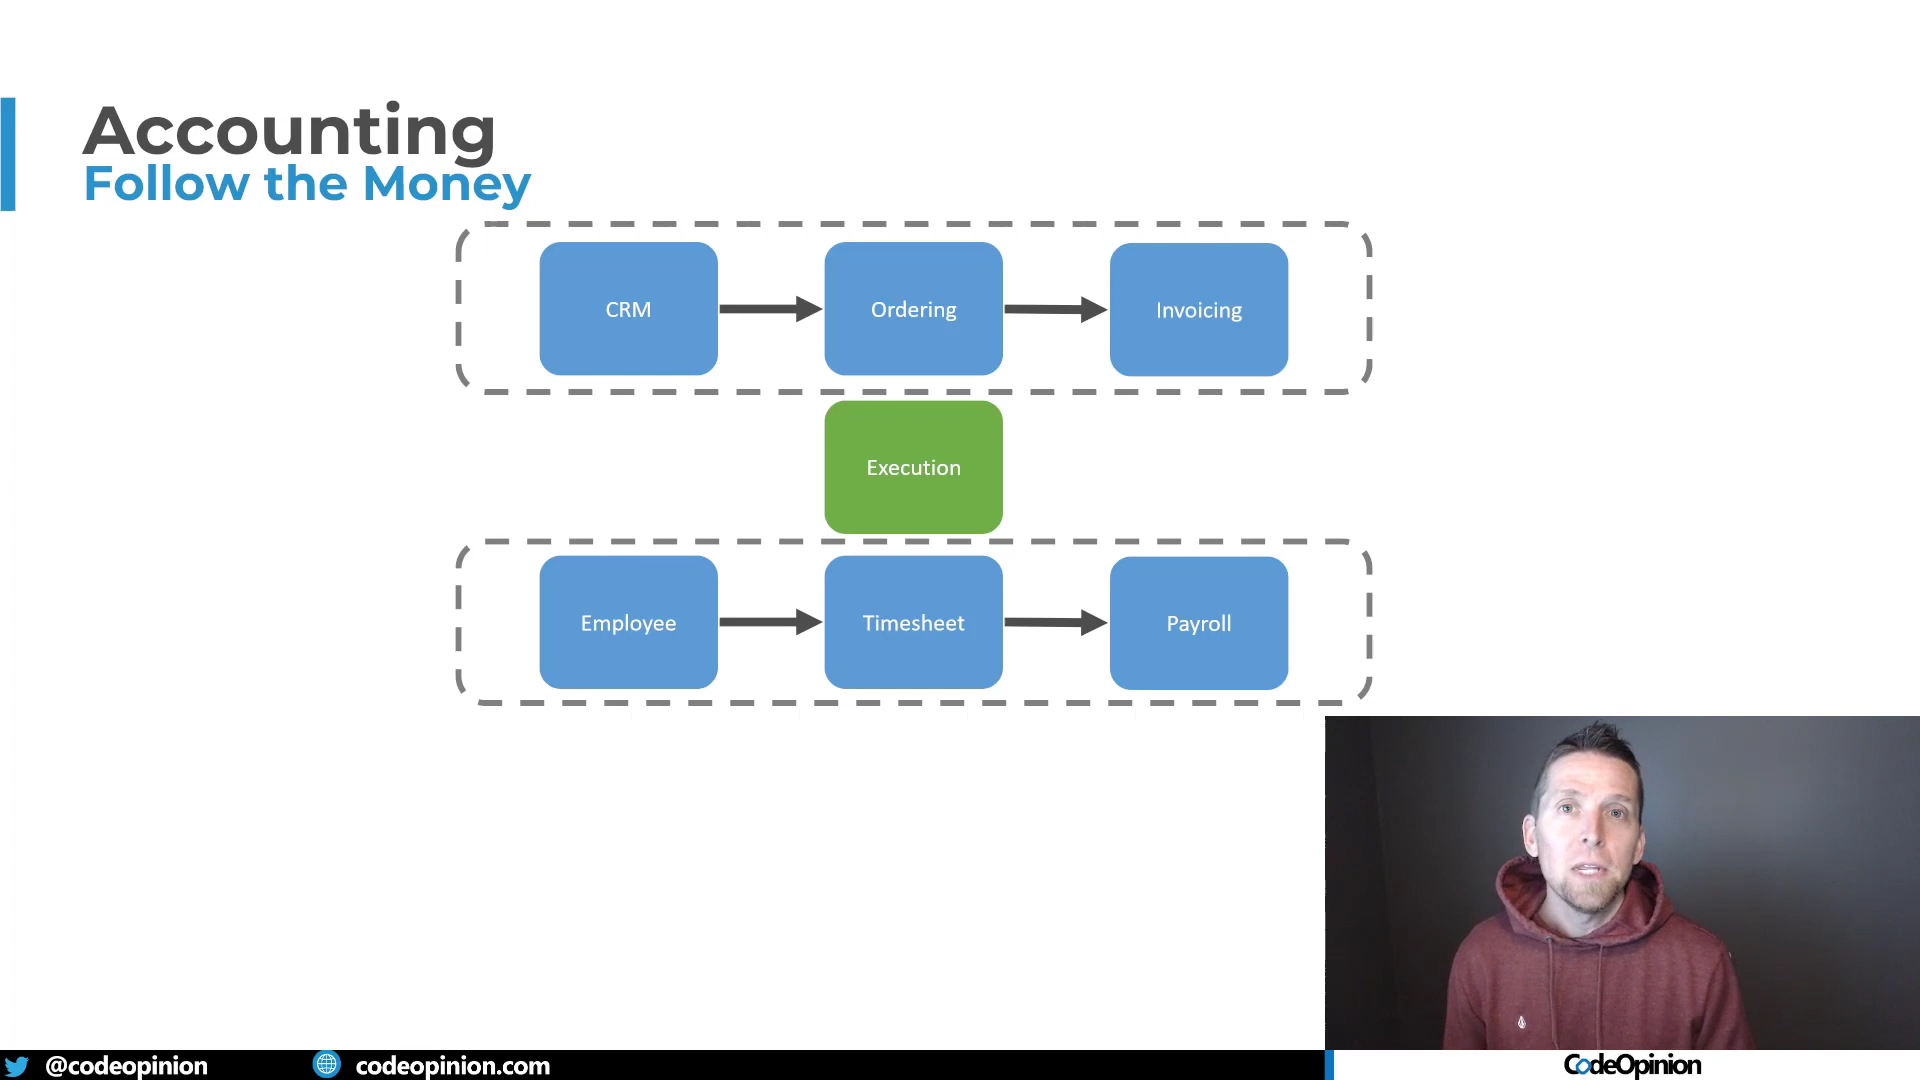 Accounting
Follow the Money
CRM
Ordering
Invoicing
Execution
Employee
Timesheet
Payroll
@codeopinion
codeopinion.com
CodeOpinion